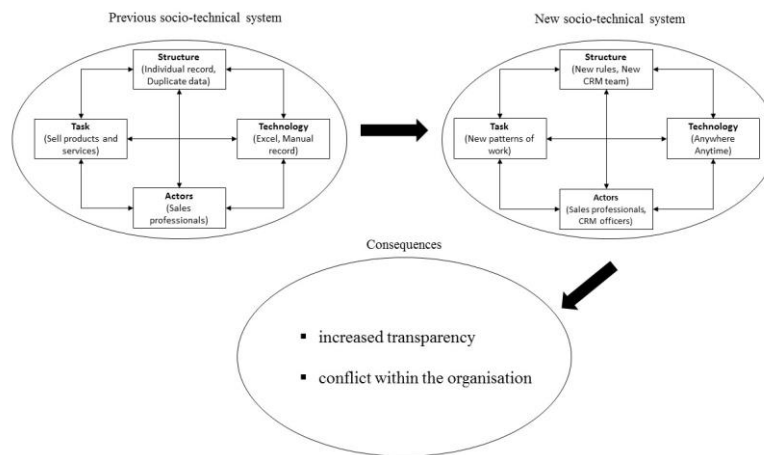 Previous socio-technical system
Structure
(Individual record,
Duplicate data)
Task
(Sell products and
services)
Technology
(Excel, Manual
record)
Actors
(Sales
professionals)
New socio-technical system
Structure
(New rules, New
CRM team)
Task
(New patterns of
work)
Technology
(Anywhere
Anytime)
Actors
(Sales professionals,
CRM officers)
Consequences
▪ increased transparency
▪ conflict within the organisation